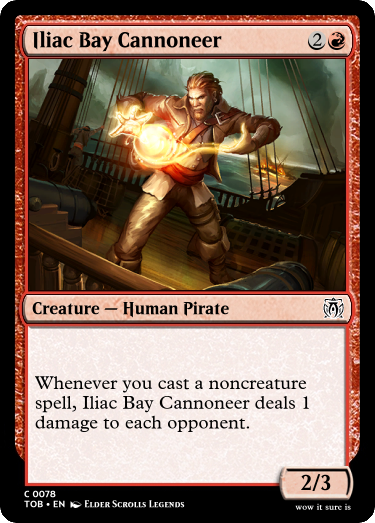 Iliac Bay Cannoneer 2
Creature — Human Pirate
Whenever you cast a noncreature
spell, Iliac Bay Cannoneer deals 1
damage to each opponent.
2/3
C 0078
TOB • EN Elder Scrolls Legends
wow it sure is